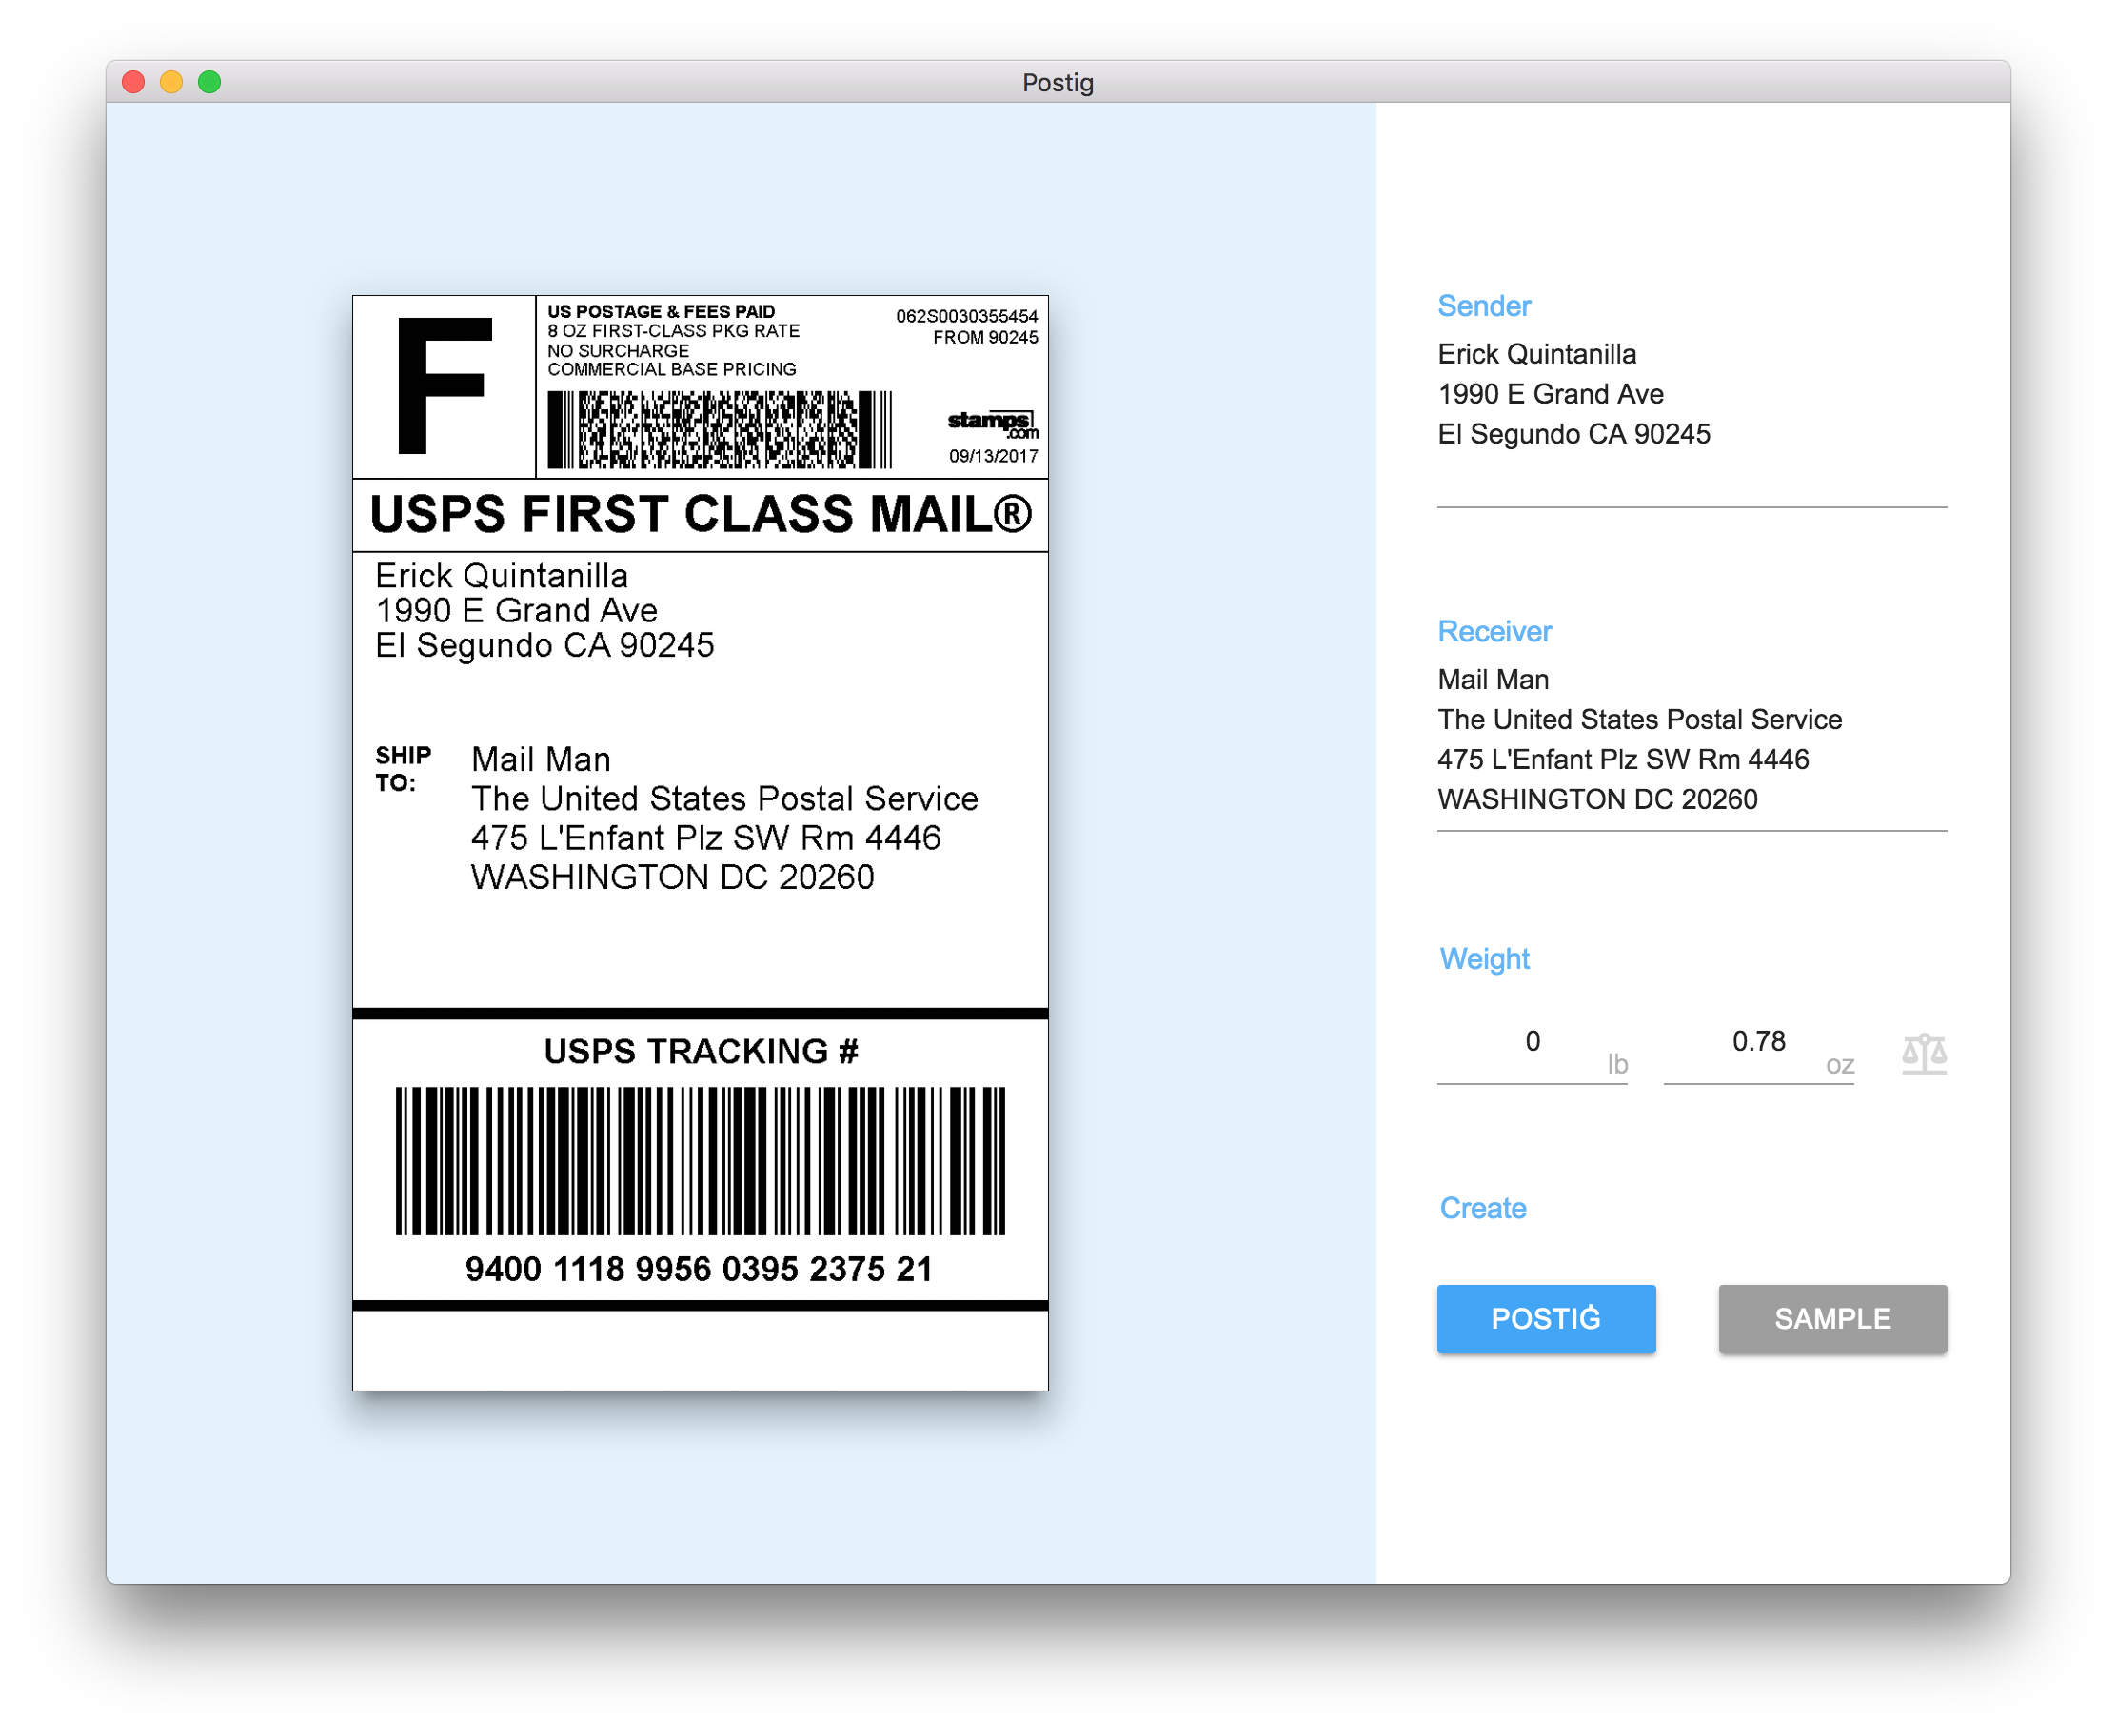 Postig
F
US POSTAGE & FEES PAID
8 OZ FIRST-CLASS PKG RATE
NO SURCHARGE
COMMERCIAL BASE PRICING
062S0030355454
FROM 90245
stamps
.com
09/13/2017
USPS FIRST CLASS MAIL®
Erick Quintanilla
1990 E Grand Ave
El Segundo CA 90245
SHIP
TO:
Mail Man
The United States Postal Service
475 L'Enfant Plz SW Rm 4446
WASHINGTON DC 20260
USPS TRACKING #
9400 1118 9956 0395 2375 21
Sender
Erick Quintanilla
1990 E Grand Ave
El Segundo CA 90245
Receiver
Mail Man
The United States Postal Service
475 L'Enfant Plz SW Rm 4446
WASHINGTON DC 20260
Weight
0 lb 0.78 oz
Create
POSTIĠ SAMPLE